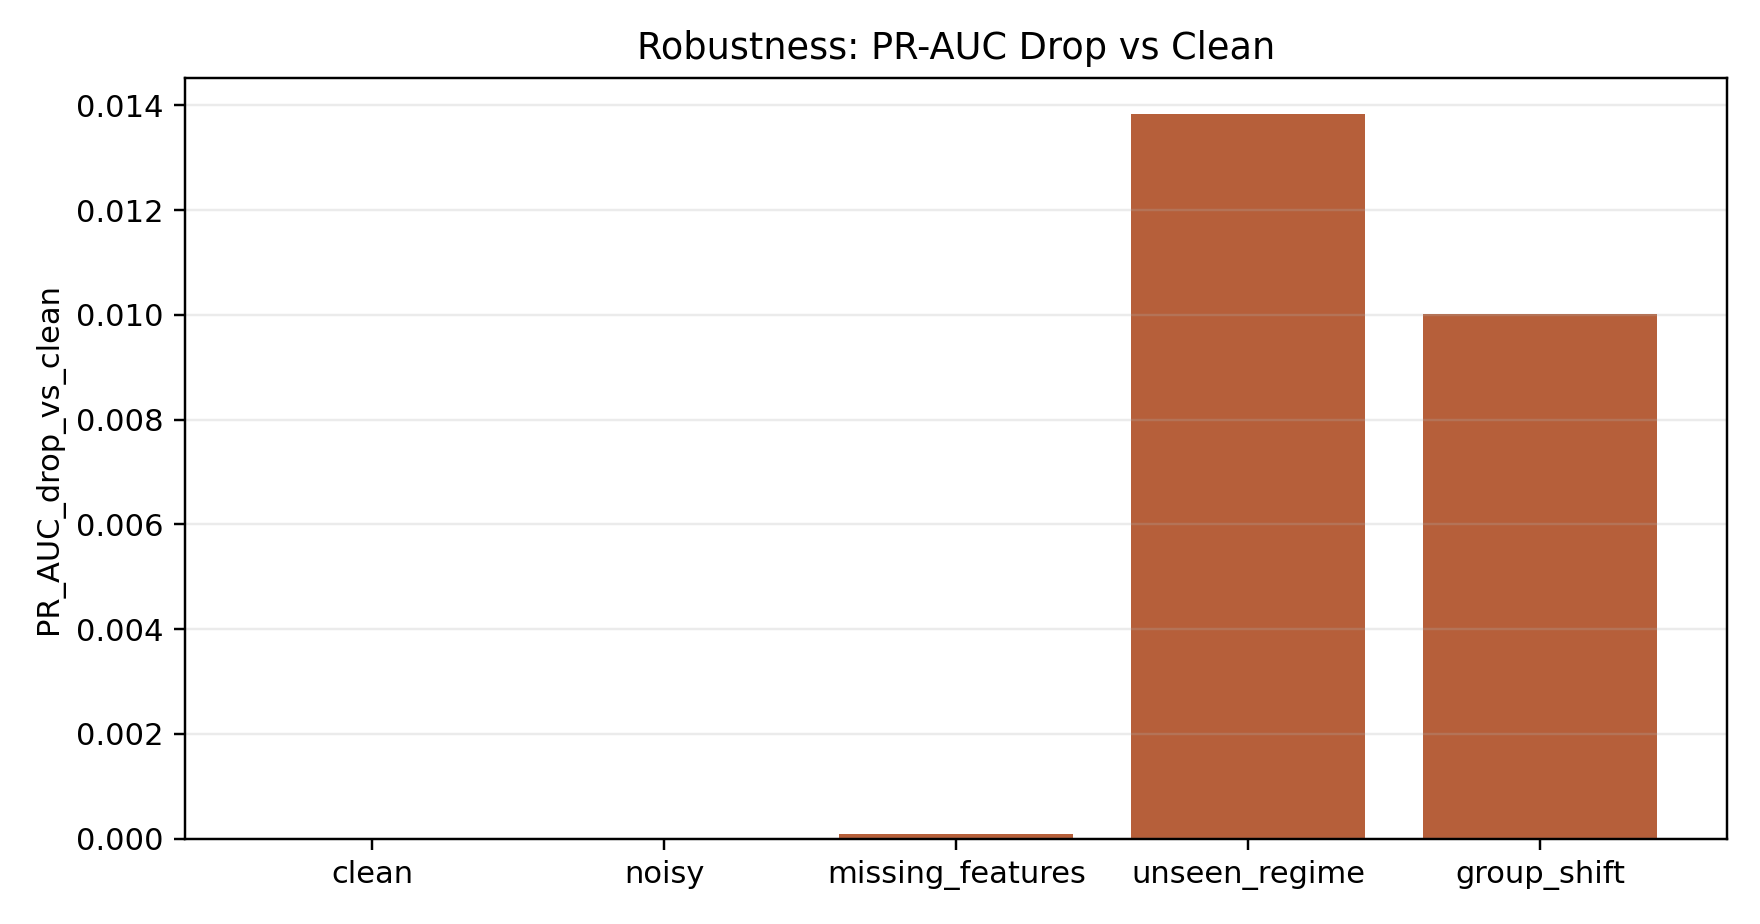 Robustness: PR-AUC Drop vs Clean
PR_AUC_drop_vs_clean
0.014
0.012
0.010
0.008
0.006
0.004
0.002
0.000
clean
noisy
missing_features
unseen_regime
group_shift